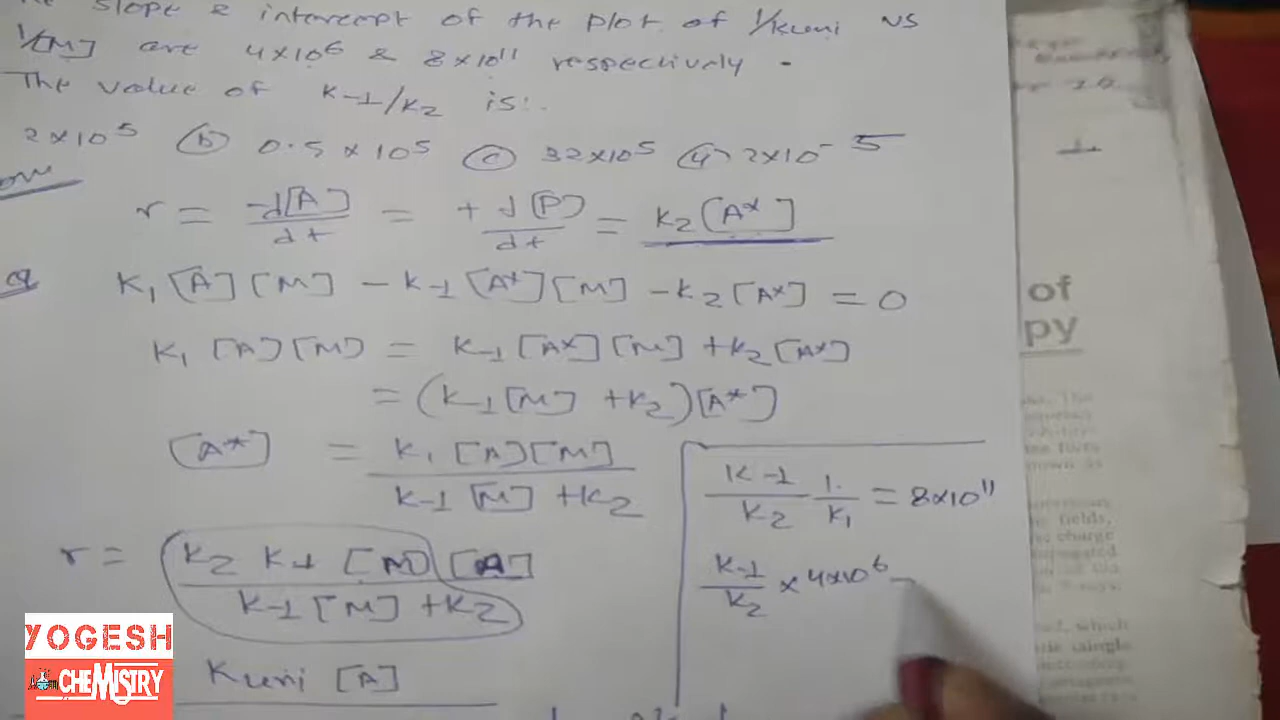 slope & intercept of the plot of 1/kuni vs
1/[M] are 4×10⁶ & 8×10¹¹ respectively.
The value of K-1/K2 is:.
2×10⁵ (b) 0.5×10⁵ (c) 32×10⁵ (d) 2×10⁻⁵
r = -d[A]/dt = +d[P]/dt = K2[A*]
K1[A][M] - K-1[A*][M] - K2[A*] = 0
K1[A][M] = K-1[A*][M] + K2[A*]
= (K-1[M] + K2)[A*]
[A*] = K1[A][M] / K-1[M] + K2
r = K2 K1 [M][A] / K-1[M] + K2
Kuni [A]
K-1/K2 1/K1 = 8×10¹¹
K-1/K2 × 4×10⁶
of
py
YOGESH
CHEMISTRY